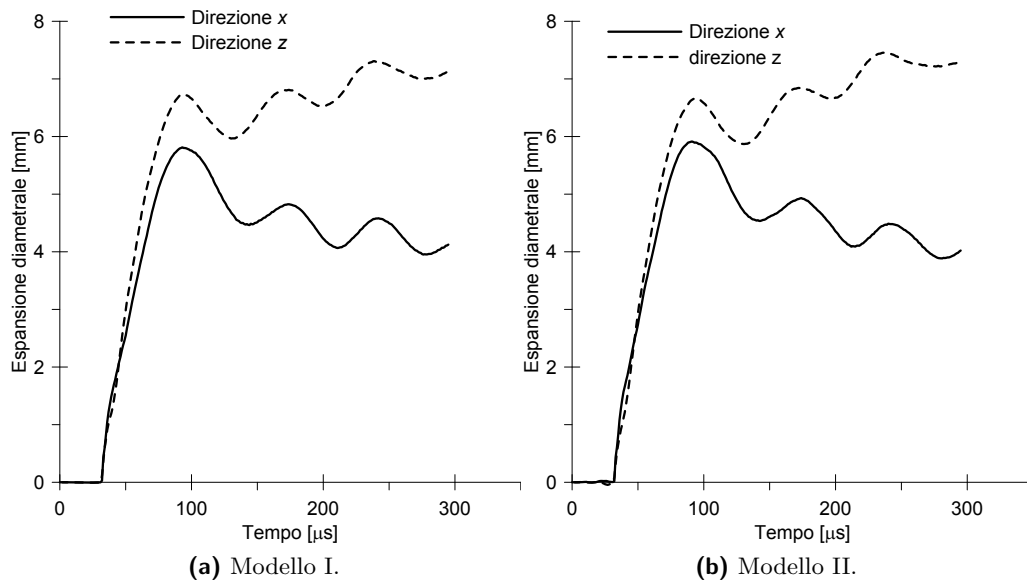 Direzione x
Direzione z
8
6
4
2
0
Espansione diametrale [mm]
0
100
200
300
Tempo [μs]
(a) Modello I.
Direzione x
direzione z
8
6
4
2
0
Espansione diametrale [mm]
0
100
200
300
Tempo [μs]
(b) Modello II.